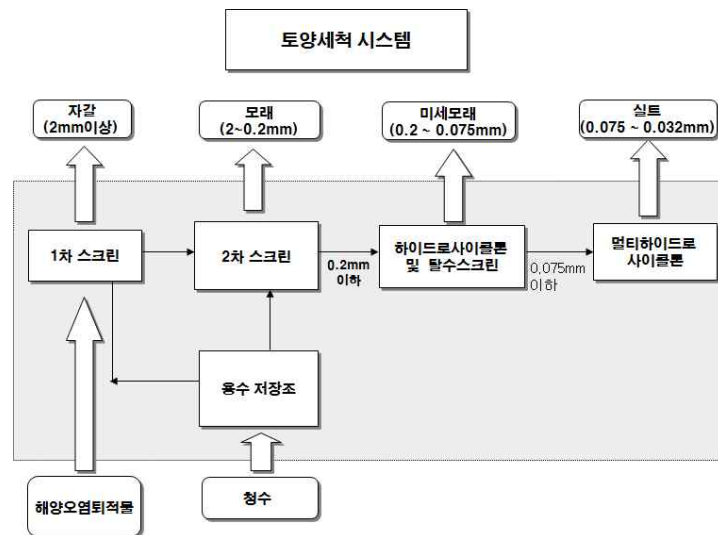 토양세척 시스템
자갈
(2mm이상)
모래
(2~0.2mm)
미세모래
(0.2 ~ 0.075mm)
실트
(0.075 ~ 0.032mm)
1차 스크린
2차 스크린
0.2mm
이하
하이드로사이클론
및 탈수스크린
0.075mm
이하
멀티하이드로
사이클론
용수 저장조
해양오염퇴적물
청수